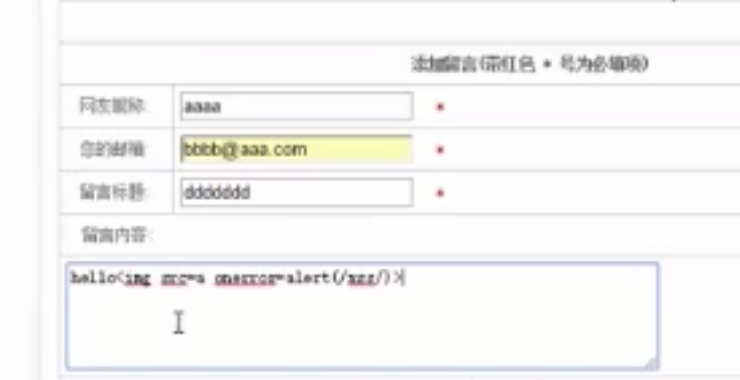 添加留言(带红色 * 号为必填项)
网友昵称: aaaa *
您的邮箱: bbbb@aaa.com *
留言标题: ddddddd *
留言内容:
hello<img src=a onerror=alert(/xss/)>